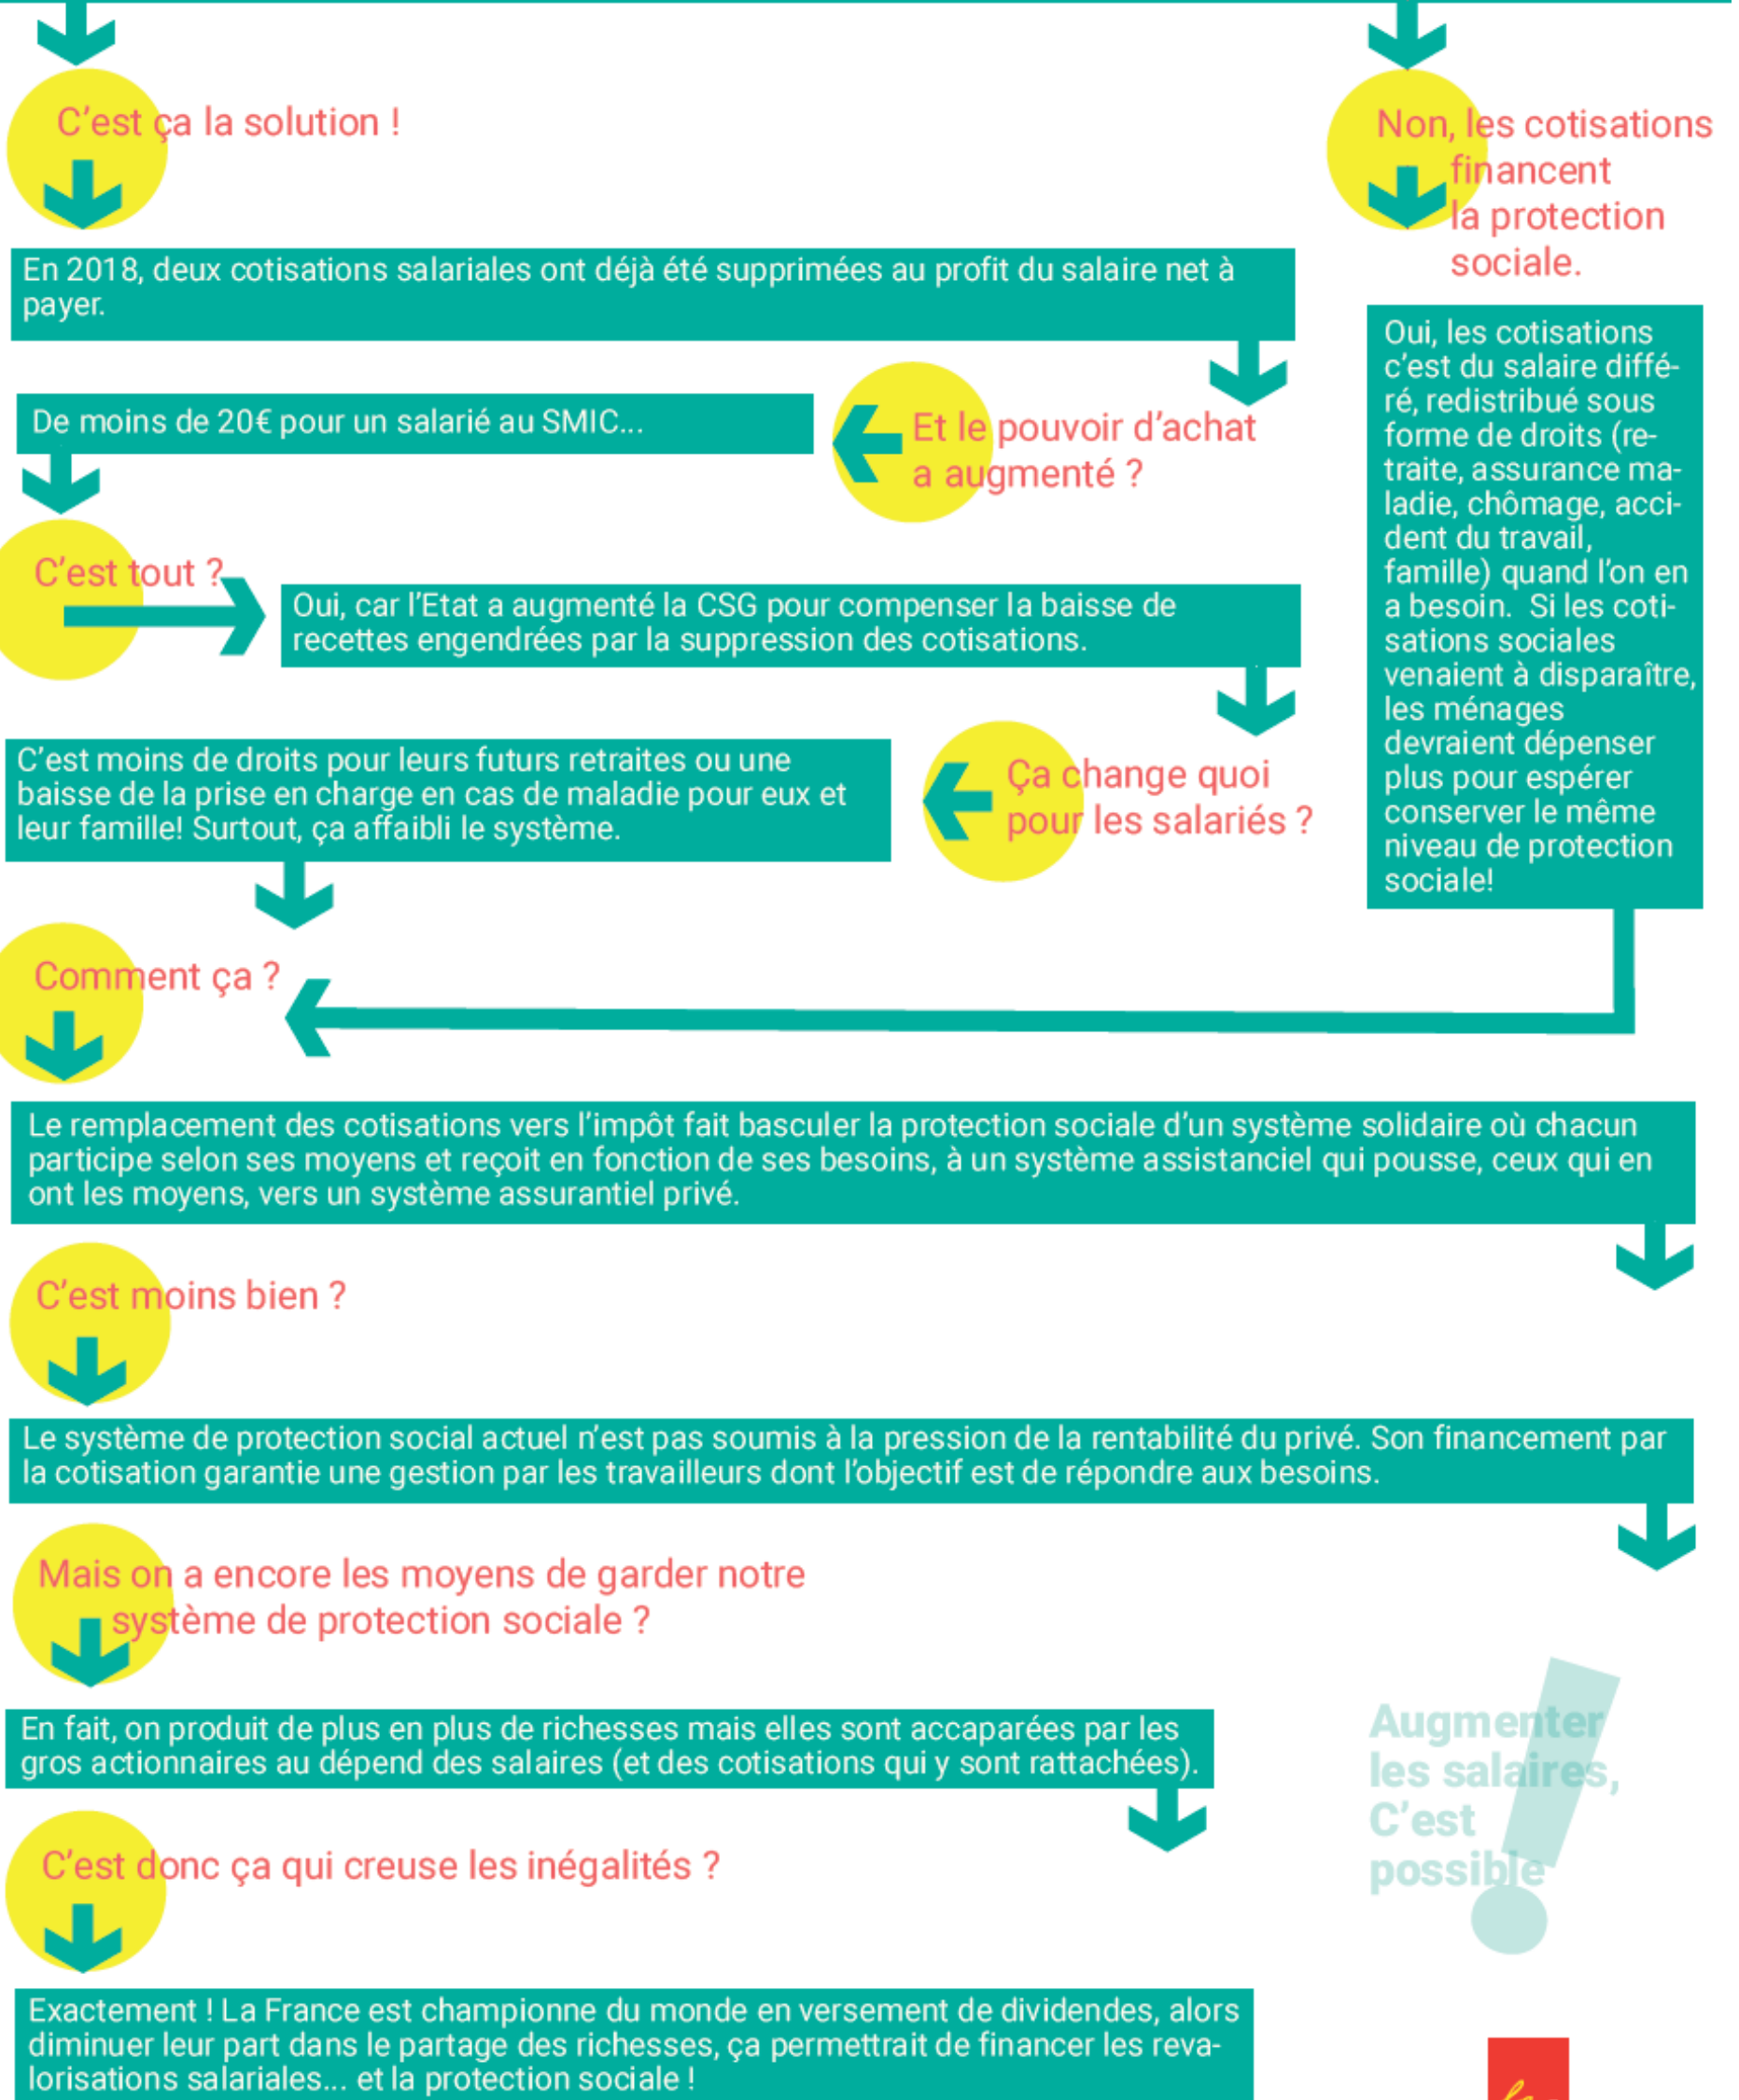 C'est ça la solution !
Non, les cotisations
financent
la protection
sociale.
En 2018, deux cotisations salariales ont déjà été supprimées au profit du salaire net à
payer.
Oui, les cotisations
c'est du salaire diffé-
ré, redistribué sous
forme de droits (re-
traite, assurance ma-
ladie, chômage, acci-
dent du travail,
famille) quand l'on en
a besoin. Si les coti-
sations sociales
venaient à disparaître,
les ménages
devraient dépenser
plus pour espérer
conserver le même
niveau de protection
sociale!
Et le pouvoir d'achat
a augmenté ?
De moins de 20€ pour un salarié au SMIC...
C'est tout ?
Oui, car l'Etat a augmenté la CSG pour compenser la baisse de
recettes engendrées par la suppression des cotisations.
Ça change quoi
pour les salariés ?
C'est moins de droits pour leurs futurs retraites ou une
baisse de la prise en charge en cas de maladie pour eux et
leur famille! Surtout, ça affaibli le système.
Comment ça ?
Le remplacement des cotisations vers l'impôt fait basculer la protection sociale d'un système solidaire où chacun
participe selon ses moyens et reçoit en fonction de ses besoins, à un système assistanciel qui pousse, ceux qui en
ont les moyens, vers un système assurantiel privé.
C'est moins bien ?
Le système de protection social actuel n'est pas soumis à la pression de la rentabilité du privé. Son financement par
la cotisation garantie une gestion par les travailleurs dont l'objectif est de répondre aux besoins.
Mais on a encore les moyens de garder notre
système de protection sociale ?
En fait, on produit de plus en plus de richesses mais elles sont accaparées par les
gros actionnaires au dépend des salaires (et des cotisations qui y sont rattachées).
Augmenter
les salaires,
C'est
possible
C'est donc ça qui creuse les inégalités ?
Exactement ! La France est championne du monde en versement de dividendes, alors
diminuer leur part dans le partage des richesses, ça permettrait de financer les reva-
lorisations salariales... et la protection sociale !